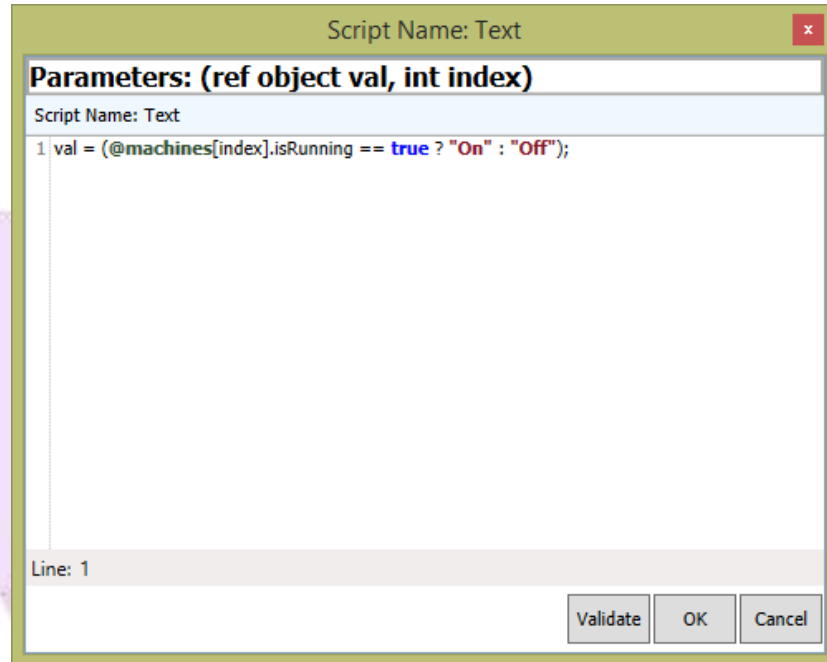 Script Name: Text
x
Parameters: (ref object val, int index)
Script Name: Text
1 val = (@machines[index].isRunning == true ? "On" : "Off");
Line: 1
Validate OK Cancel